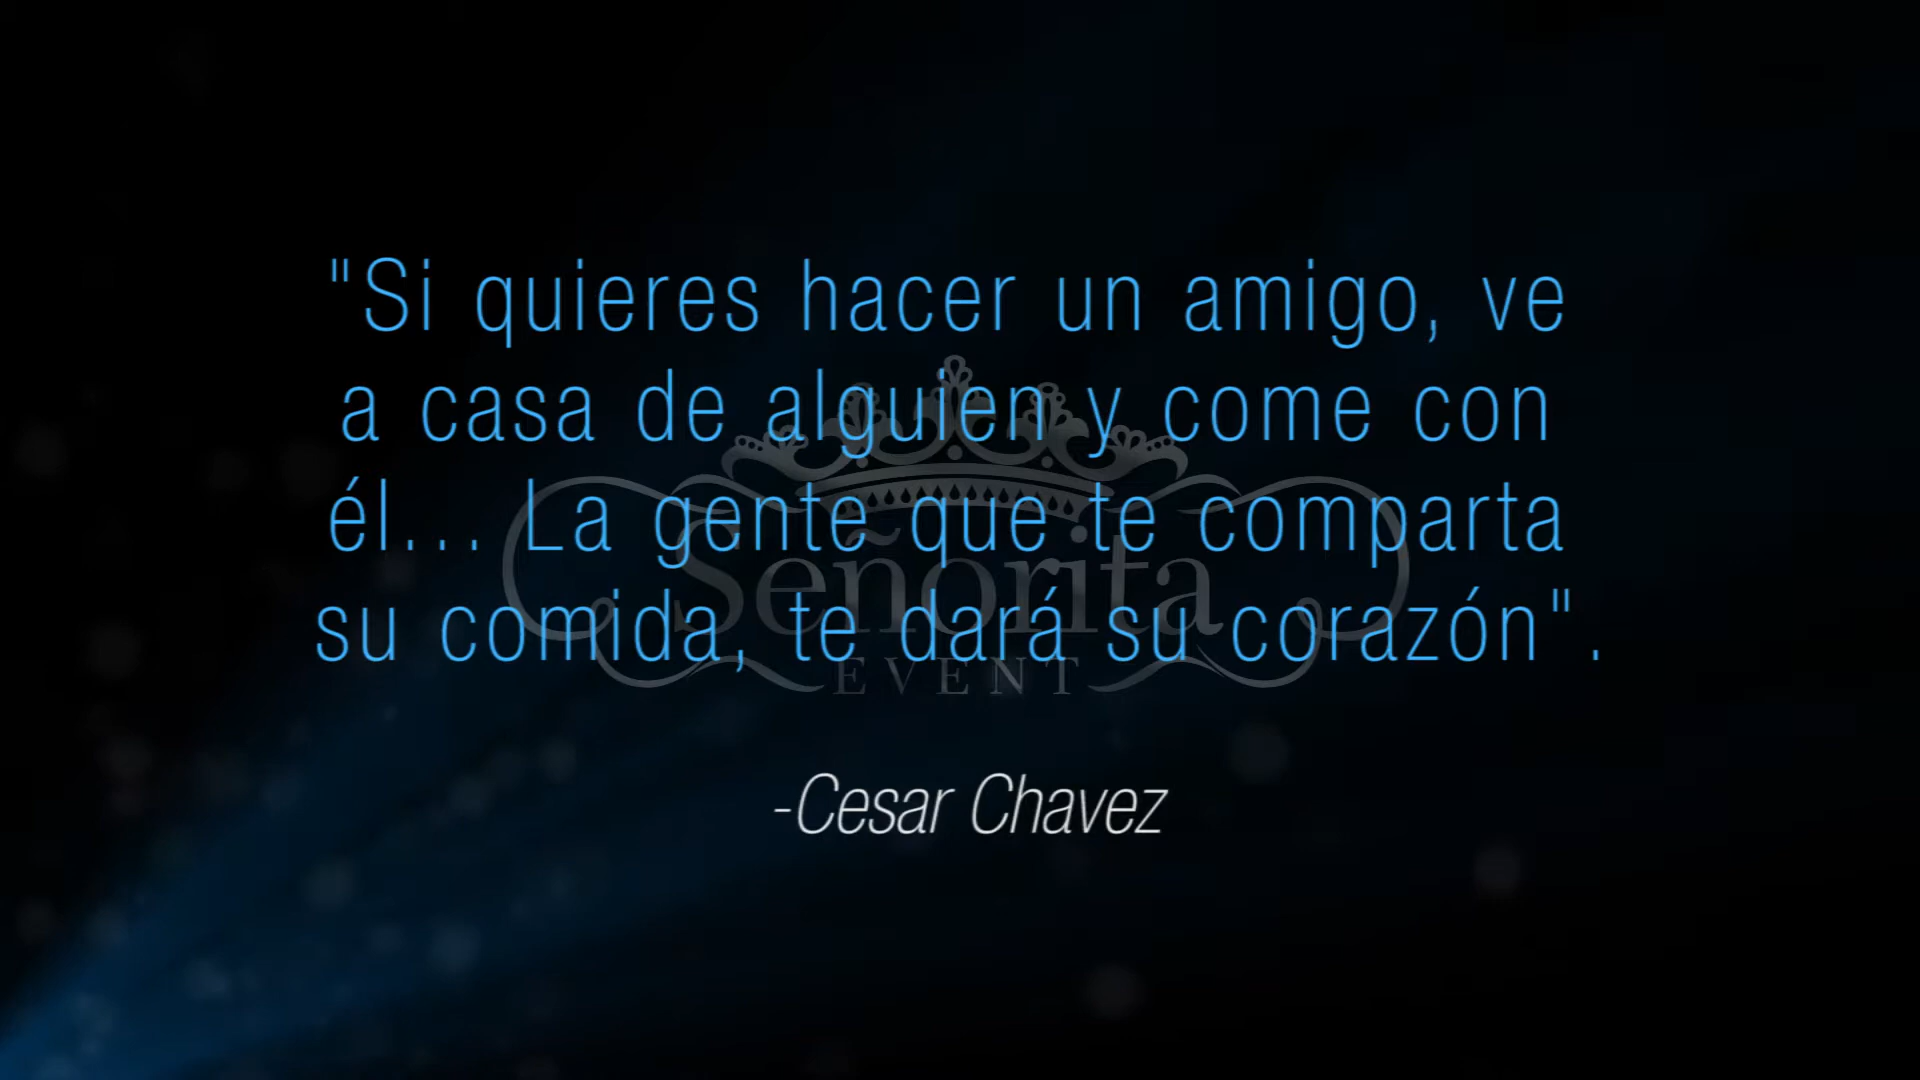 "Si quieres hacer un amigo, ve
a casa de alguien y come con
él... La gente que te comparta
su comida, te dará su corazón".
Señorita
EVENT
-Cesar Chavez